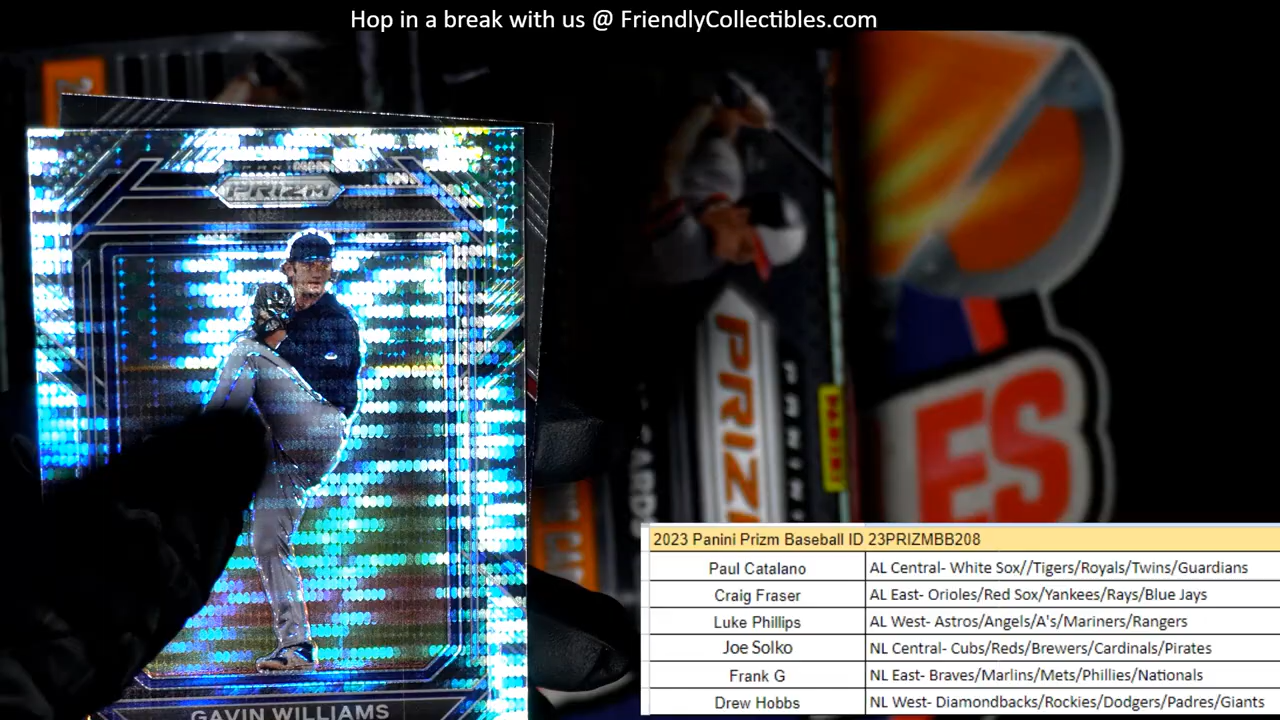 Hop in a break with us @ FriendlyCollectibles.com
PANINI
PRIZM
GAVIN WILLIAMS
PRIZM
ES
2023 Panini Prizm Baseball ID 23PRIZMBB208
Paul Catalano AL Central- White Sox//Tigers/Royals/Twins/Guardians
Craig Fraser AL East- Orioles/Red Sox/Yankees/Rays/Blue Jays
Luke Phillips AL West- Astros/Angels/A's/Mariners/Rangers
Joe Solko NL Central- Cubs/Reds/Brewers/Cardinals/Pirates
Frank G NL East- Braves/Marlins/Mets/Phillies/Nationals
Drew Hobbs NL West- Diamondbacks/Rockies/Dodgers/Padres/Giants